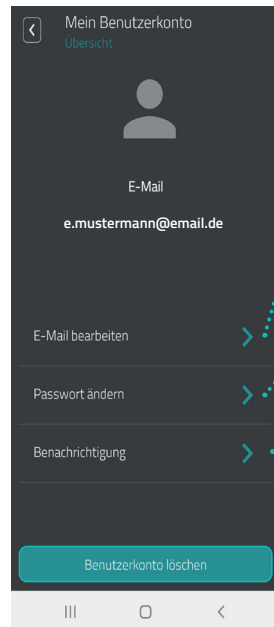 Mein Benutzerkonto
Übersicht
E-Mail
e.mustermann@email.de
E-Mail bearbeiten
Passwort ändern
Benachrichtigung
Benutzerkonto löschen